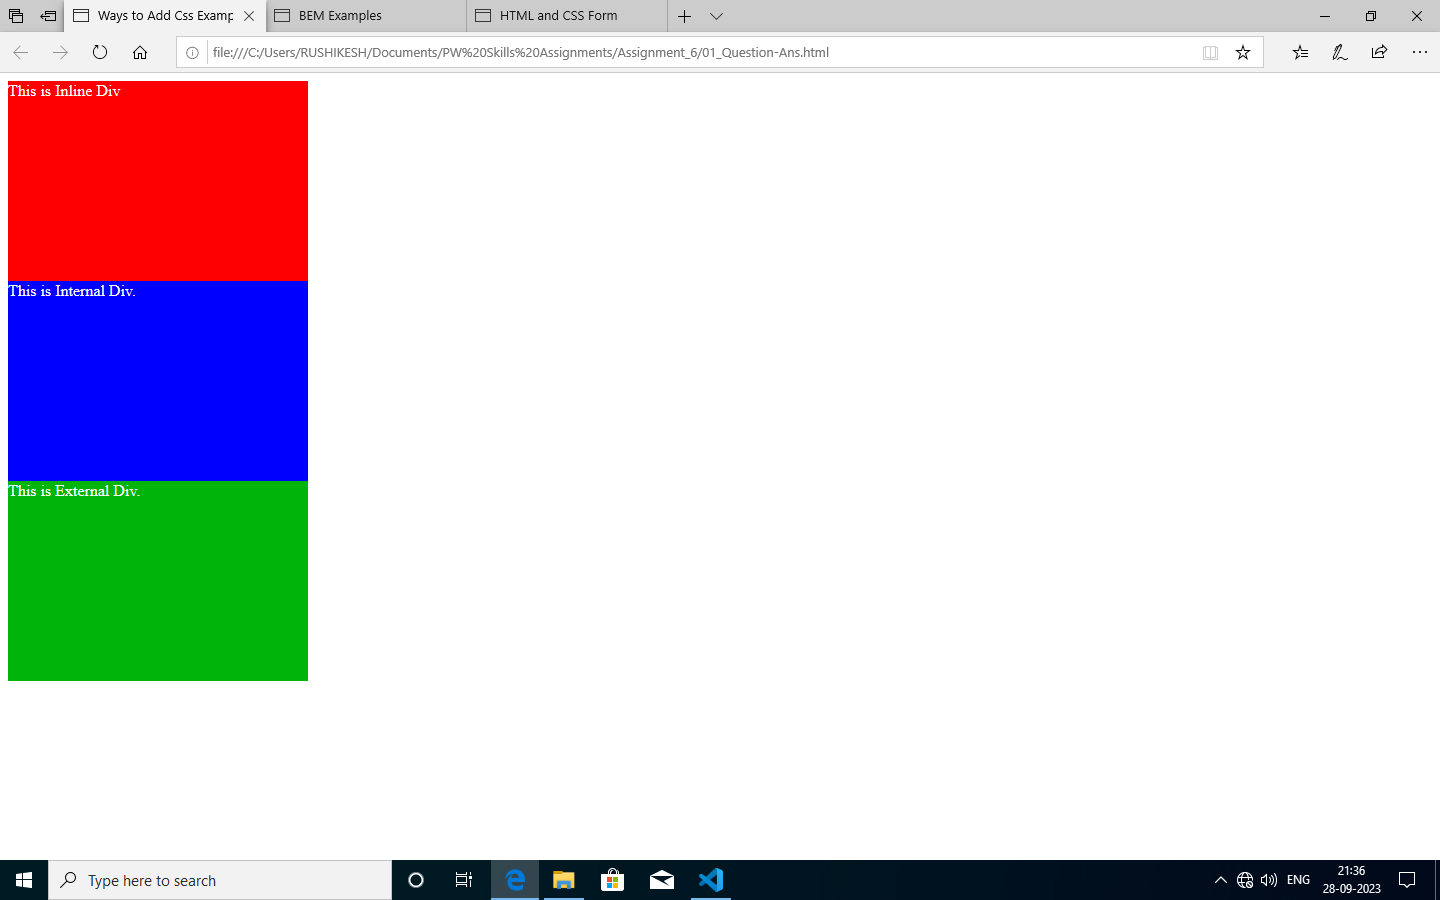 Ways to Add Css Examp
BEM Examples
HTML and CSS Form
file:///C:/Users/RUSHIKESH/Documents/PW%20Skills%20Assignments/Assignment_6/01_Question-Ans.html
This is Inline Div
This is Internal Div.
This is External Div.
Type here to search
ENG
21:36
28-09-2023